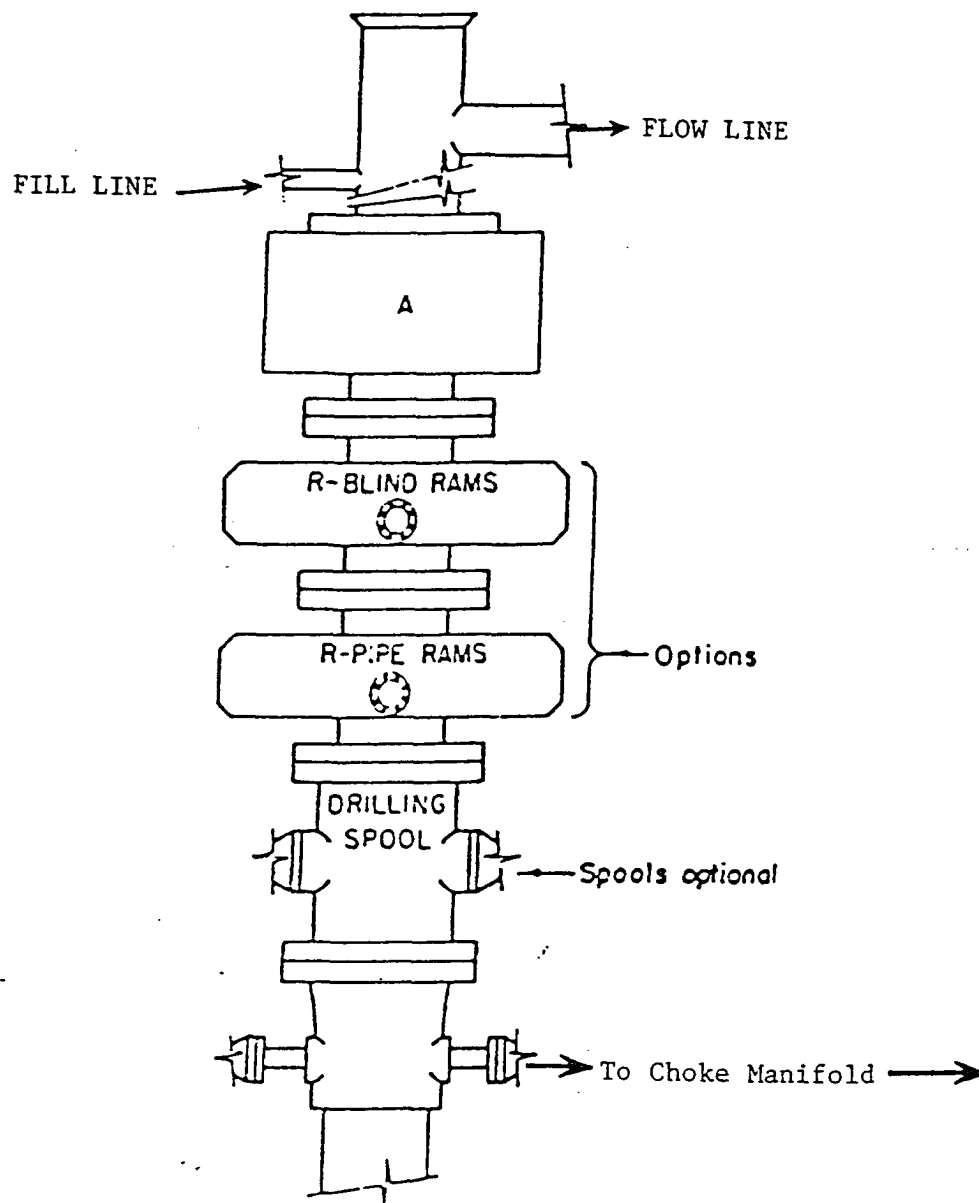 FLOW LINE
FILL LINE
A
R-BLIND RAMS
R-PIPE RAMS
Options
DRILLING
SPOOL
Spools optional
To Choke Manifold